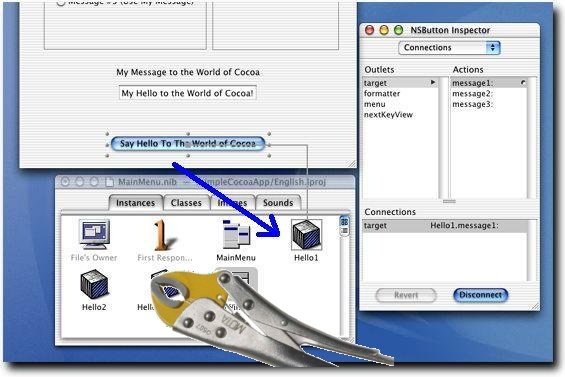 Message #3 (Use My Message)
My Message to the World of Cocoa
My Hello to the World of Cocoa!
Say Hello To The World of Cocoa
MainMenu.nib — SimpleCocoaApp/English.lproj
Instances
Classes
Images
Sounds
File's Owner
First Respon...
MainMenu
Hello1
Hello2
NSButton Inspector
Connections
Outlets
Actions
target
formatter
menu
nextKeyView
message1:
message2:
message3:
Connections
target
Hello1.message1:
Revert
Disconnect